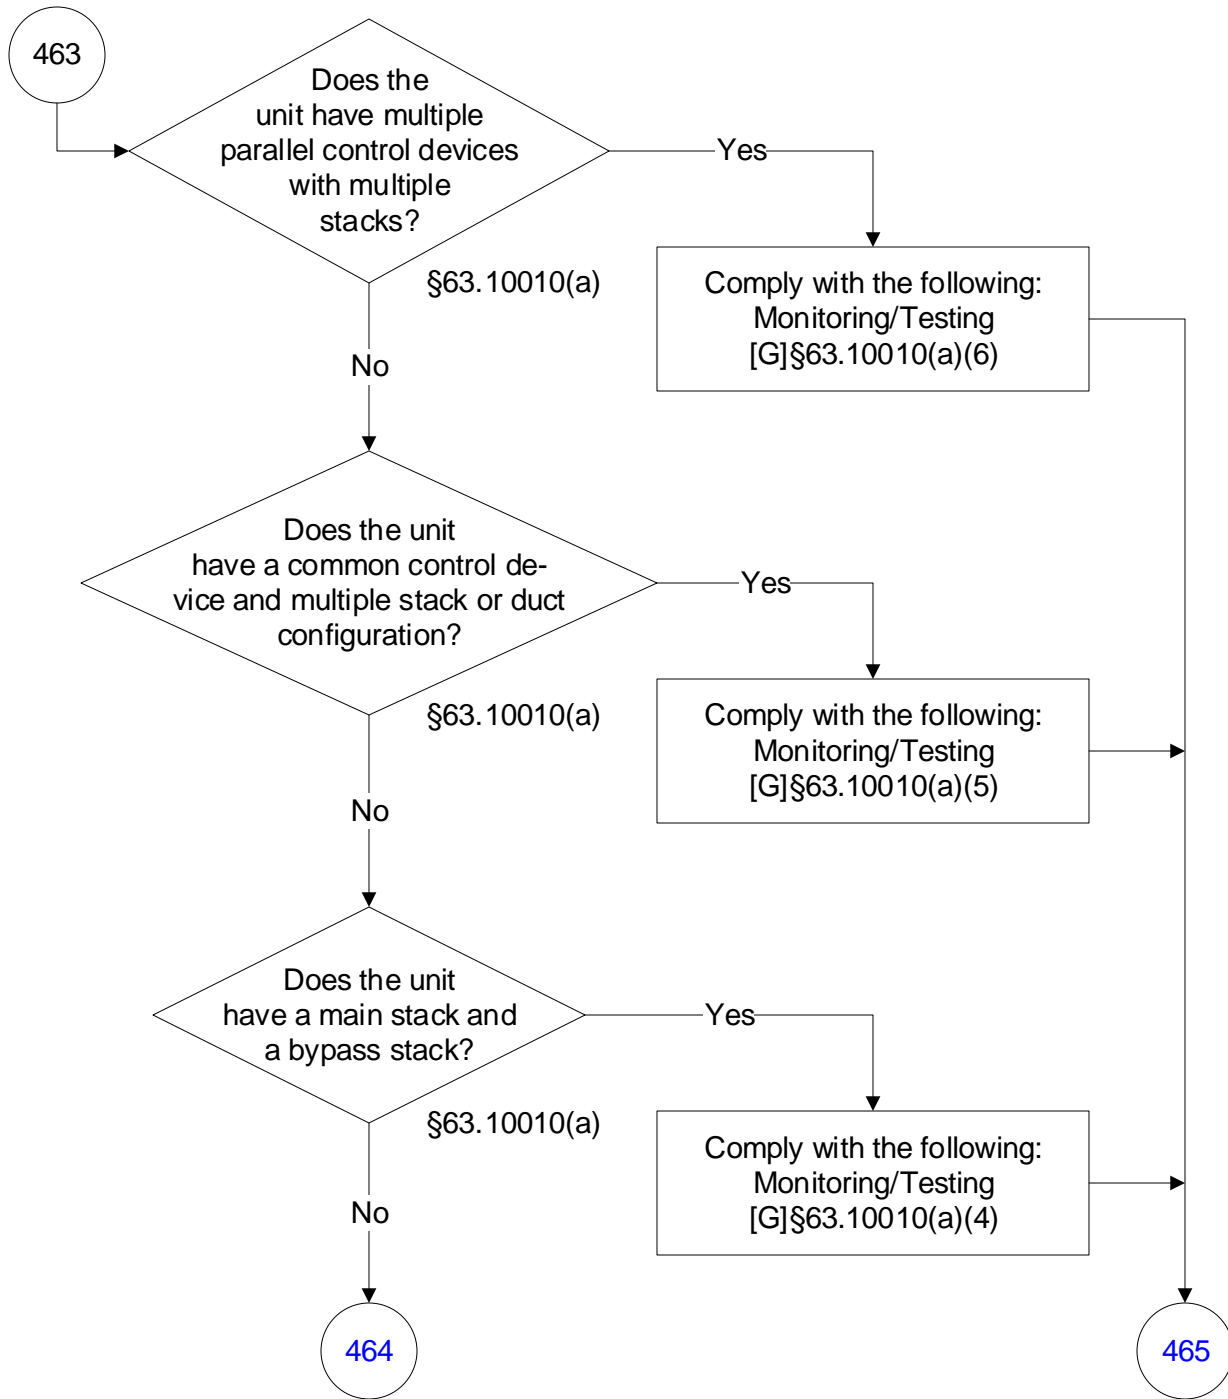 463
Does the
unit have multiple
parallel control devices
with multiple
stacks?
Yes
§63.10010(a)
Comply with the following:
Monitoring/Testing
[G]§63.10010(a)(6)
No
Does the unit
have a common control de-
vice and multiple stack or duct
configuration?
Yes
§63.10010(a)
Comply with the following:
Monitoring/Testing
[G]§63.10010(a)(5)
No
Does the unit
have a main stack and
a bypass stack?
Yes
§63.10010(a)
Comply with the following:
Monitoring/Testing
[G]§63.10010(a)(4)
No
464
465